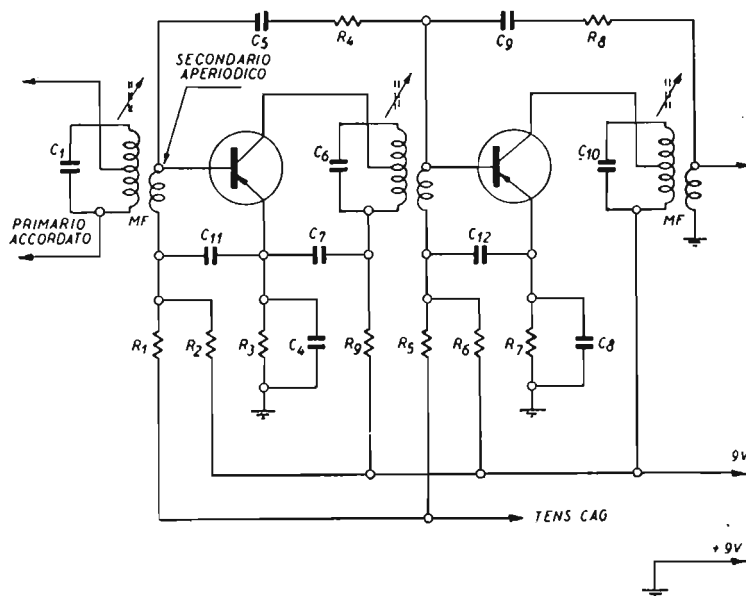 C5
R4
C9
R8
SECONDARIO
APERIODICO
C1
C6
C10
MF
MF
PRIMARIO
ACCORDATO
C11
C7
C12
R1
R2
R3
C4
R9
R5
R6
R7
C8
9V
TENS CAG
+9V